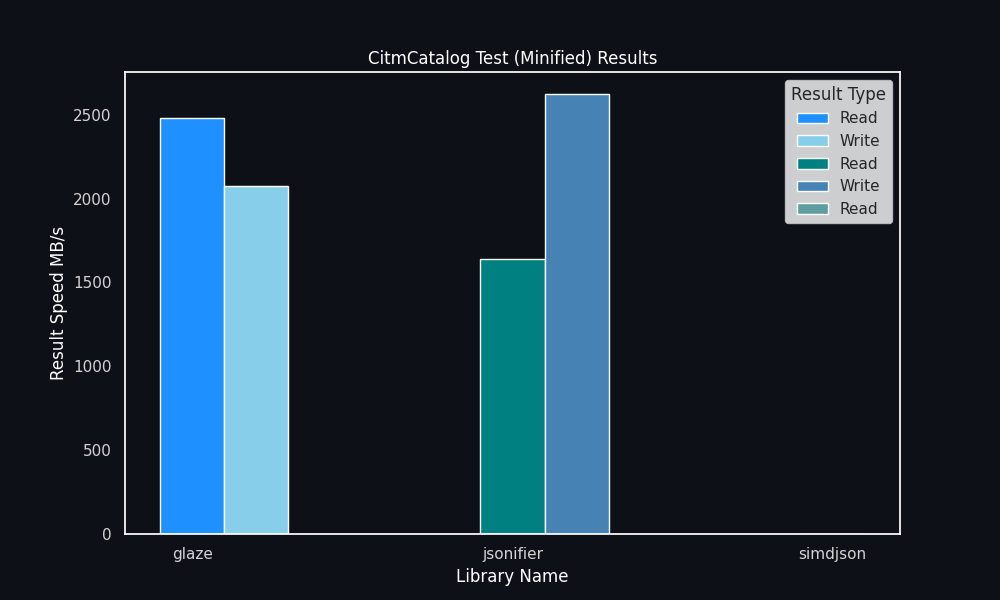 CitmCatalog Test (Minified) Results
Result Type
Read
Write
Read
Write
Read
2500
2000
1500
1000
500
0
Result Speed MB/s
glaze jsonifier simdjson
Library Name